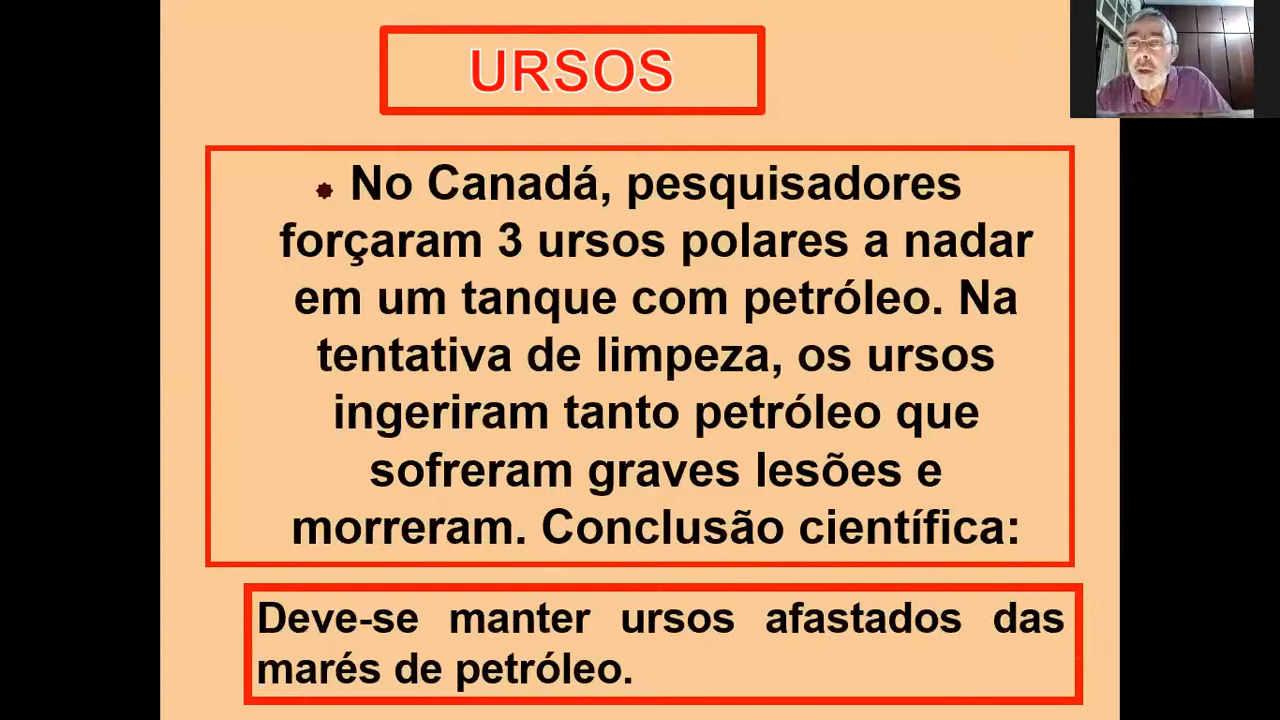 URSOS
No Canadá, pesquisadores
forçaram 3 ursos polares a nadar
em um tanque com petróleo. Na
tentativa de limpeza, os ursos
ingeriram tanto petróleo que
sofreram graves lesões e
morreram. Conclusão científica:
Deve-se manter ursos afastados das
marés de petróleo.